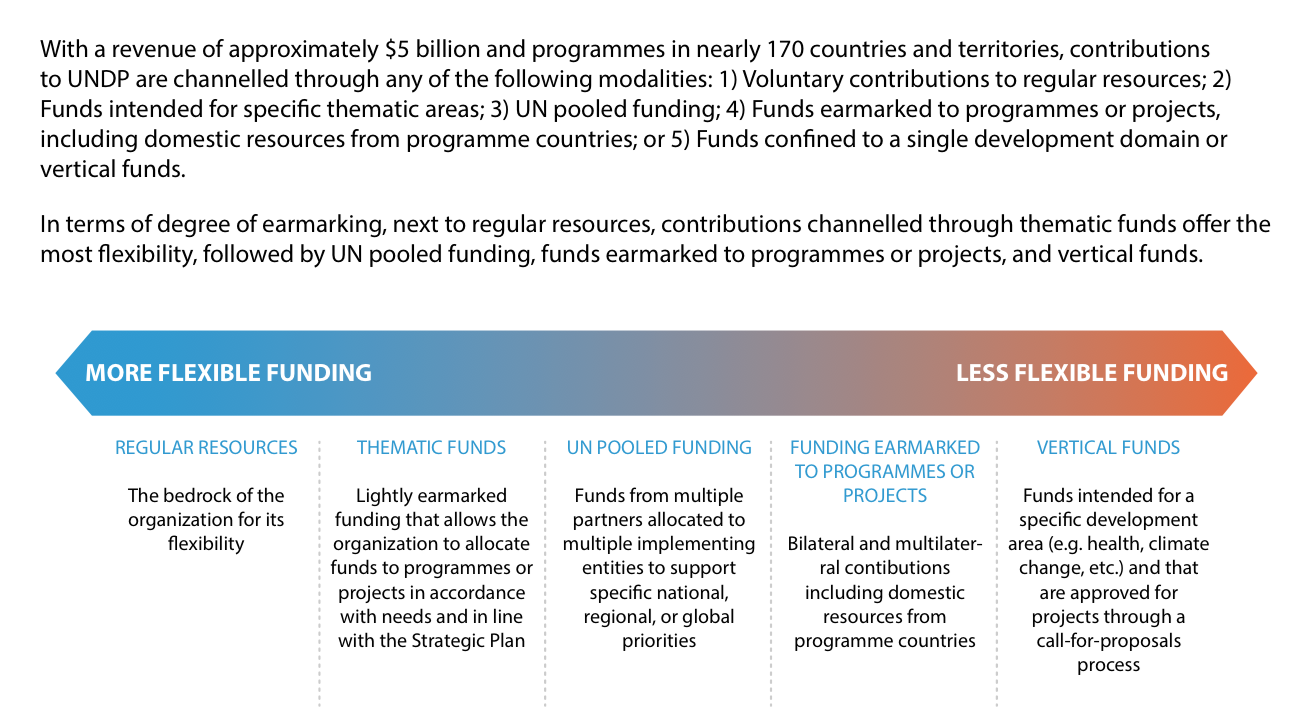 With a revenue of approximately $5 billion and programmes in nearly 170 countries and territories, contributions
to UNDP are channelled through any of the following modalities: 1) Voluntary contributions to regular resources; 2)
Funds intended for specific thematic areas; 3) UN pooled funding; 4) Funds earmarked to programmes or projects,
including domestic resources from programme countries; or 5) Funds confined to a single development domain or
vertical funds.
In terms of degree of earmarking, next to regular resources, contributions channelled through thematic funds offer the
most flexibility, followed by UN pooled funding, funds earmarked to programmes or projects, and vertical funds.
MORE FLEXIBLE FUNDING
LESS FLEXIBLE FUNDING
REGULAR RESOURCES
The bedrock of the
organization for its
flexibility
THEMATIC FUNDS
Lightly earmarked
funding that allows the
organization to allocate
funds to programmes or
projects in accordance
with needs and in line
with the Strategic Plan
UN POOLED FUNDING
Funds from multiple
partners allocated to
multiple implementing
entities to support
specific national,
regional, or global
priorities
FUNDING EARMARKED
TO PROGRAMMES OR
PROJECTS
Bilateral and multilater-
ral contibutions
including domestic
resources from
programme countries
VERTICAL FUNDS
Funds intended for a
specific development
area (e.g. health, climate
change, etc.) and that
are approved for
projects through a
call-for-proposals
process